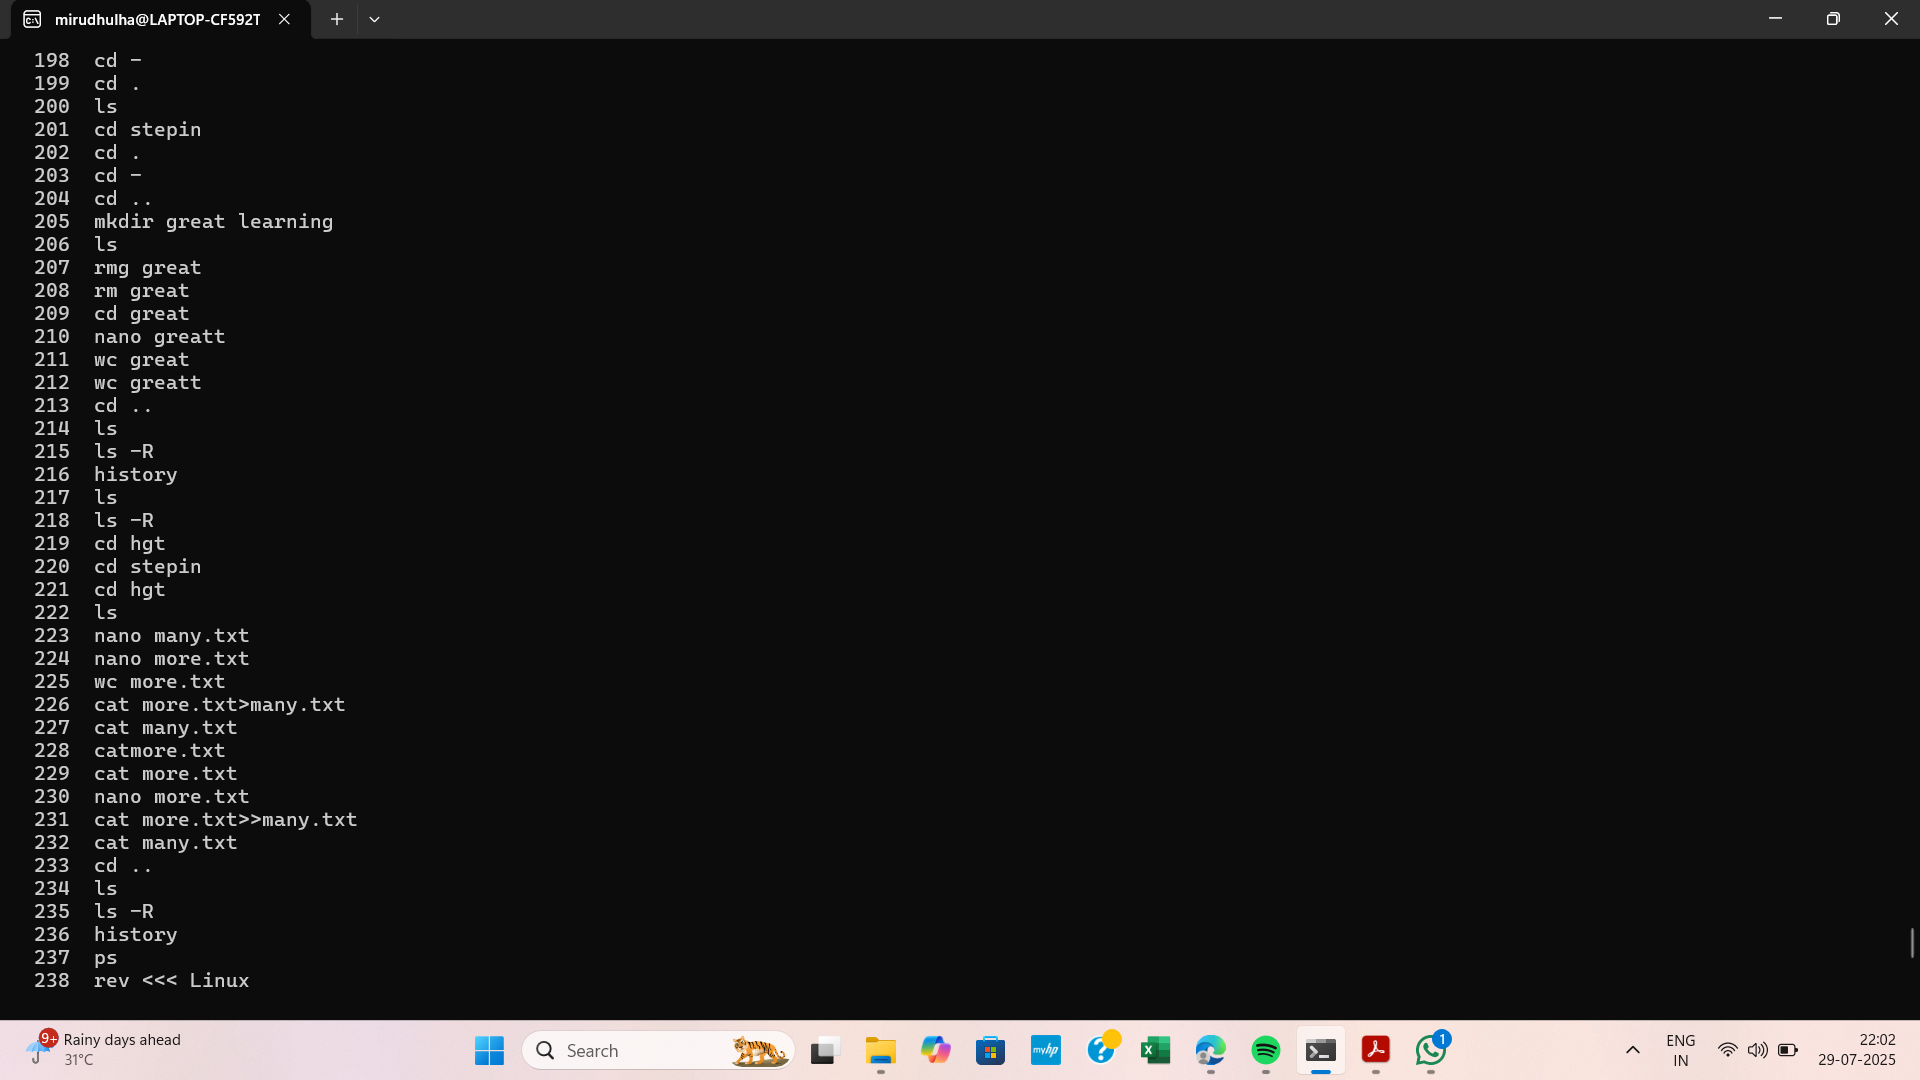 mirudhulha@LAPTOP-CF592T
198 cd -
199 cd .
200 ls
201 cd stepin
202 cd .
203 cd -
204 cd ..
205 mkdir great learning
206 ls
207 rmg great
208 rm great
209 cd great
210 nano greatt
211 wc great
212 wc greatt
213 cd ..
214 ls
215 ls -R
216 history
217 ls
218 ls -R
219 cd hgt
220 cd stepin
221 cd hgt
222 ls
223 nano many.txt
224 nano more.txt
225 wc more.txt
226 cat more.txt>many.txt
227 cat many.txt
228 catmore.txt
229 cat more.txt
230 nano more.txt
231 cat more.txt>>many.txt
232 cat many.txt
233 cd ..
234 ls
235 ls -R
236 history
237 ps
238 rev <<< Linux
9+ Rainy days ahead
31°C
Search
myhp
1
ENG
IN
22:02
29-07-2025